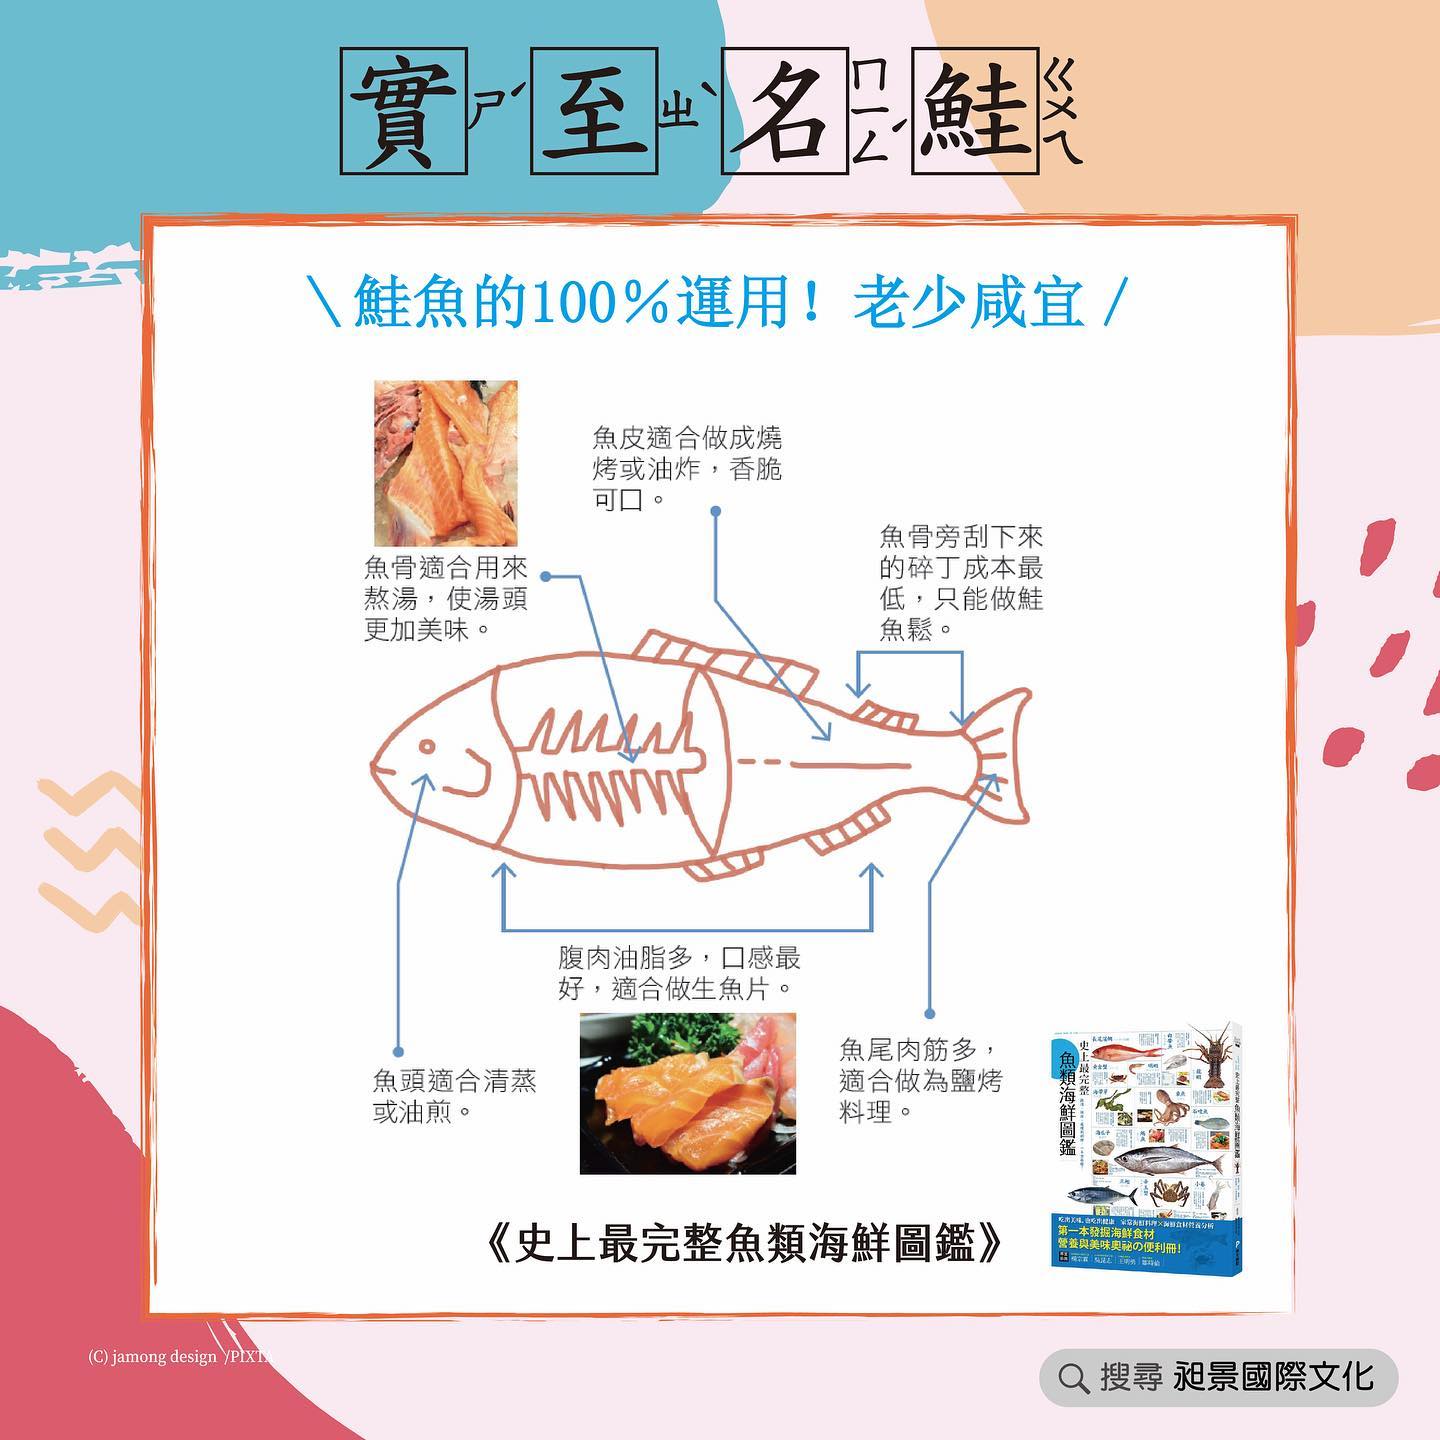 實ㄕˊ至ㄓˋ名ㄇㄧㄥˊ鮭ㄍㄨㄟ
\ 鮭魚的100%運用！老少咸宜 /
魚皮適合做成燒
烤或油炸，香脆
可口。
魚骨適合用來
熬湯，使湯頭
更加美味。
魚骨旁刮下來
的碎丁成本最
低，只能做鮭
魚鬆。
腹肉油脂多，口感最
好，適合做生魚片。
魚頭適合清蒸
或油煎。
魚尾肉筋多，
適合做為鹽烤
料理。
史上最完整
魚類海鮮圖鑑
第一本發掘海鮮食材
營養與美味奧祕の便利冊！
《史上最完整魚類海鮮圖鑑》
(C) jamong design /PIXTA
搜尋 昶景國際文化